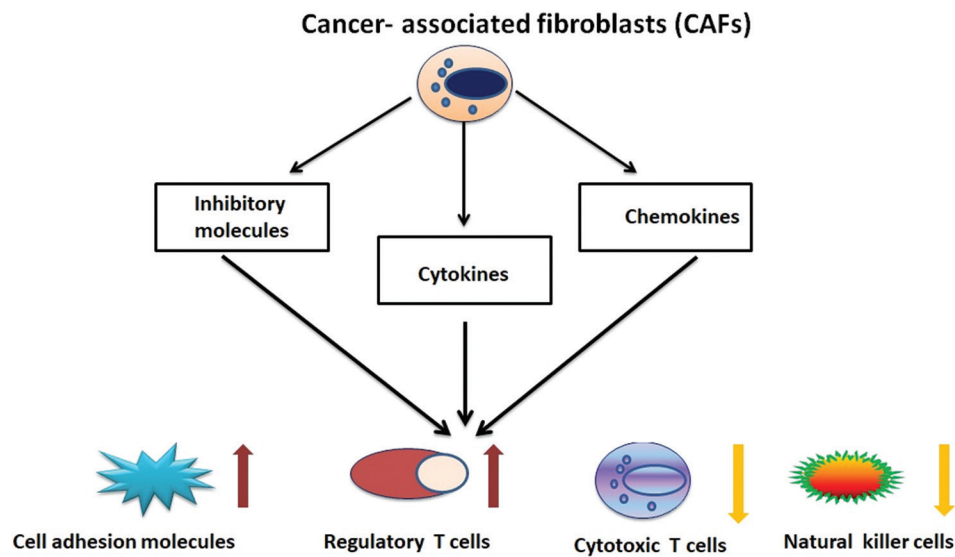 Cancer- associated fibroblasts (CAFs)
Inhibitory
molecules
Chemokines
Cytokines
Cell adhesion molecules
Regulatory T cells
Cytotoxic T cells
Natural killer cells